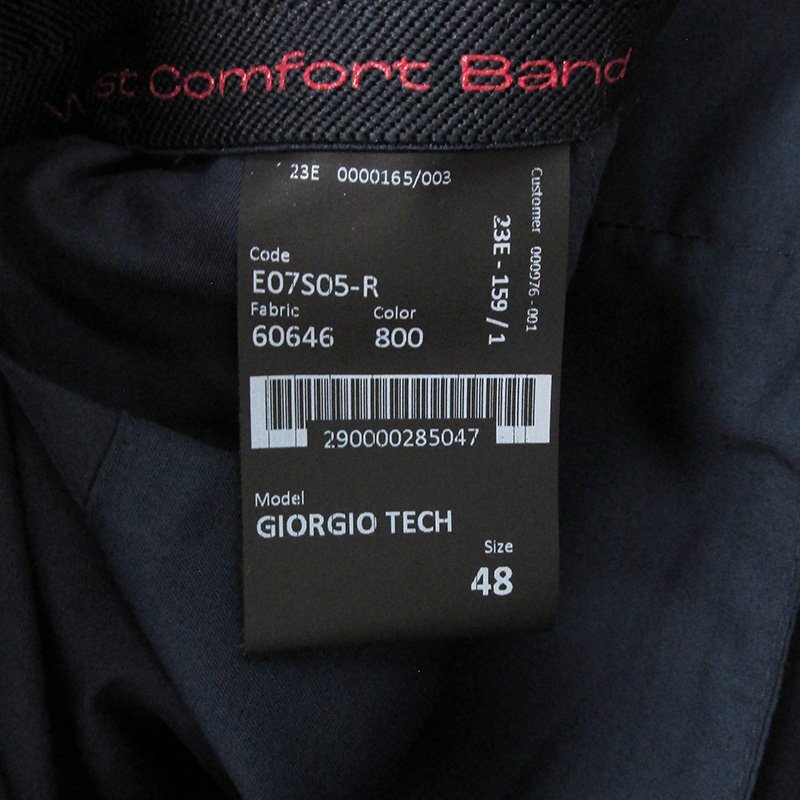 Comfort Band
23E 0000165/003
Customer 000976 - 001
23E - 159 / 1
Code
E07S05-R
Fabric Color
60646 800
290000285047
Model
GIORGIO TECH
Size
48